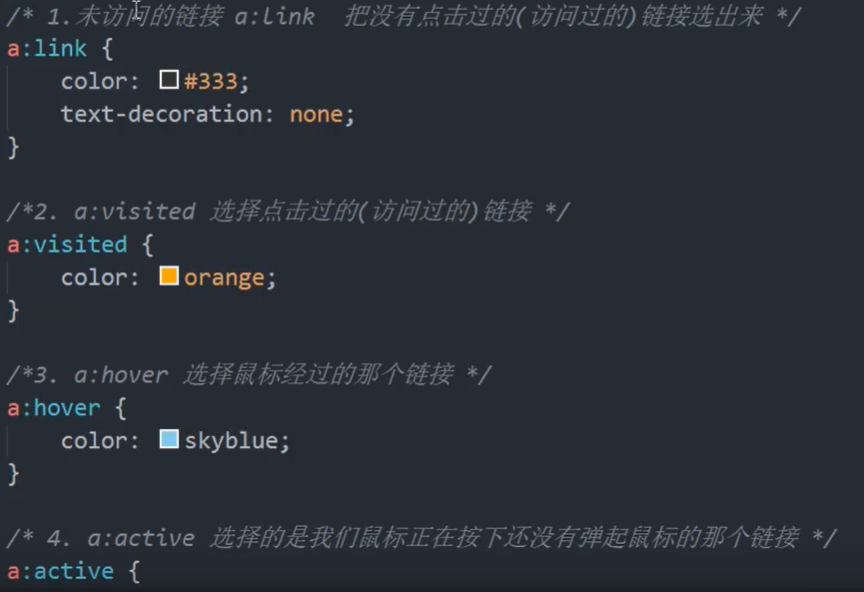 /* 1.未访问的链接 a:link  把没有点击过的(访问过的)链接选出来 */
a:link {
    color: #333;
    text-decoration: none;
}
/*2. a:visited 选择点击过的(访问过的)链接 */
a:visited {
    color: orange;
}
/*3. a:hover 选择鼠标经过的那个链接 */
a:hover {
    color: skyblue;
}
/* 4. a:active 选择的是我们鼠标正在按下还没有弹起鼠标的那个链接 */
a:active {